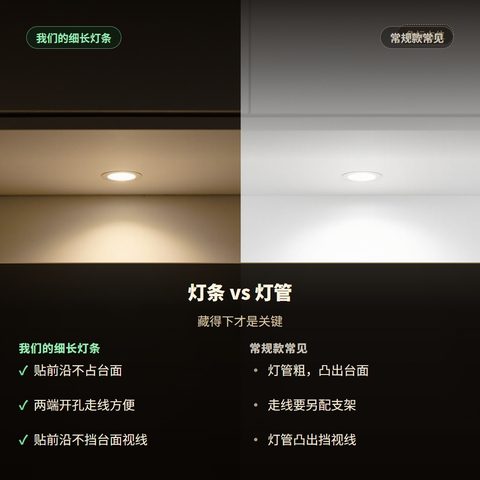 我们的细长灯条
常规款常见
灯条 vs 灯管
藏得下才是关键
我们的细长灯条
常规款常见
✓ 贴前沿不占台面
• 灯管粗，凸出台面
✓ 两端开孔走线方便
• 走线要另配支架
✓ 贴前沿不挡台面视线
• 灯管凸出挡视线